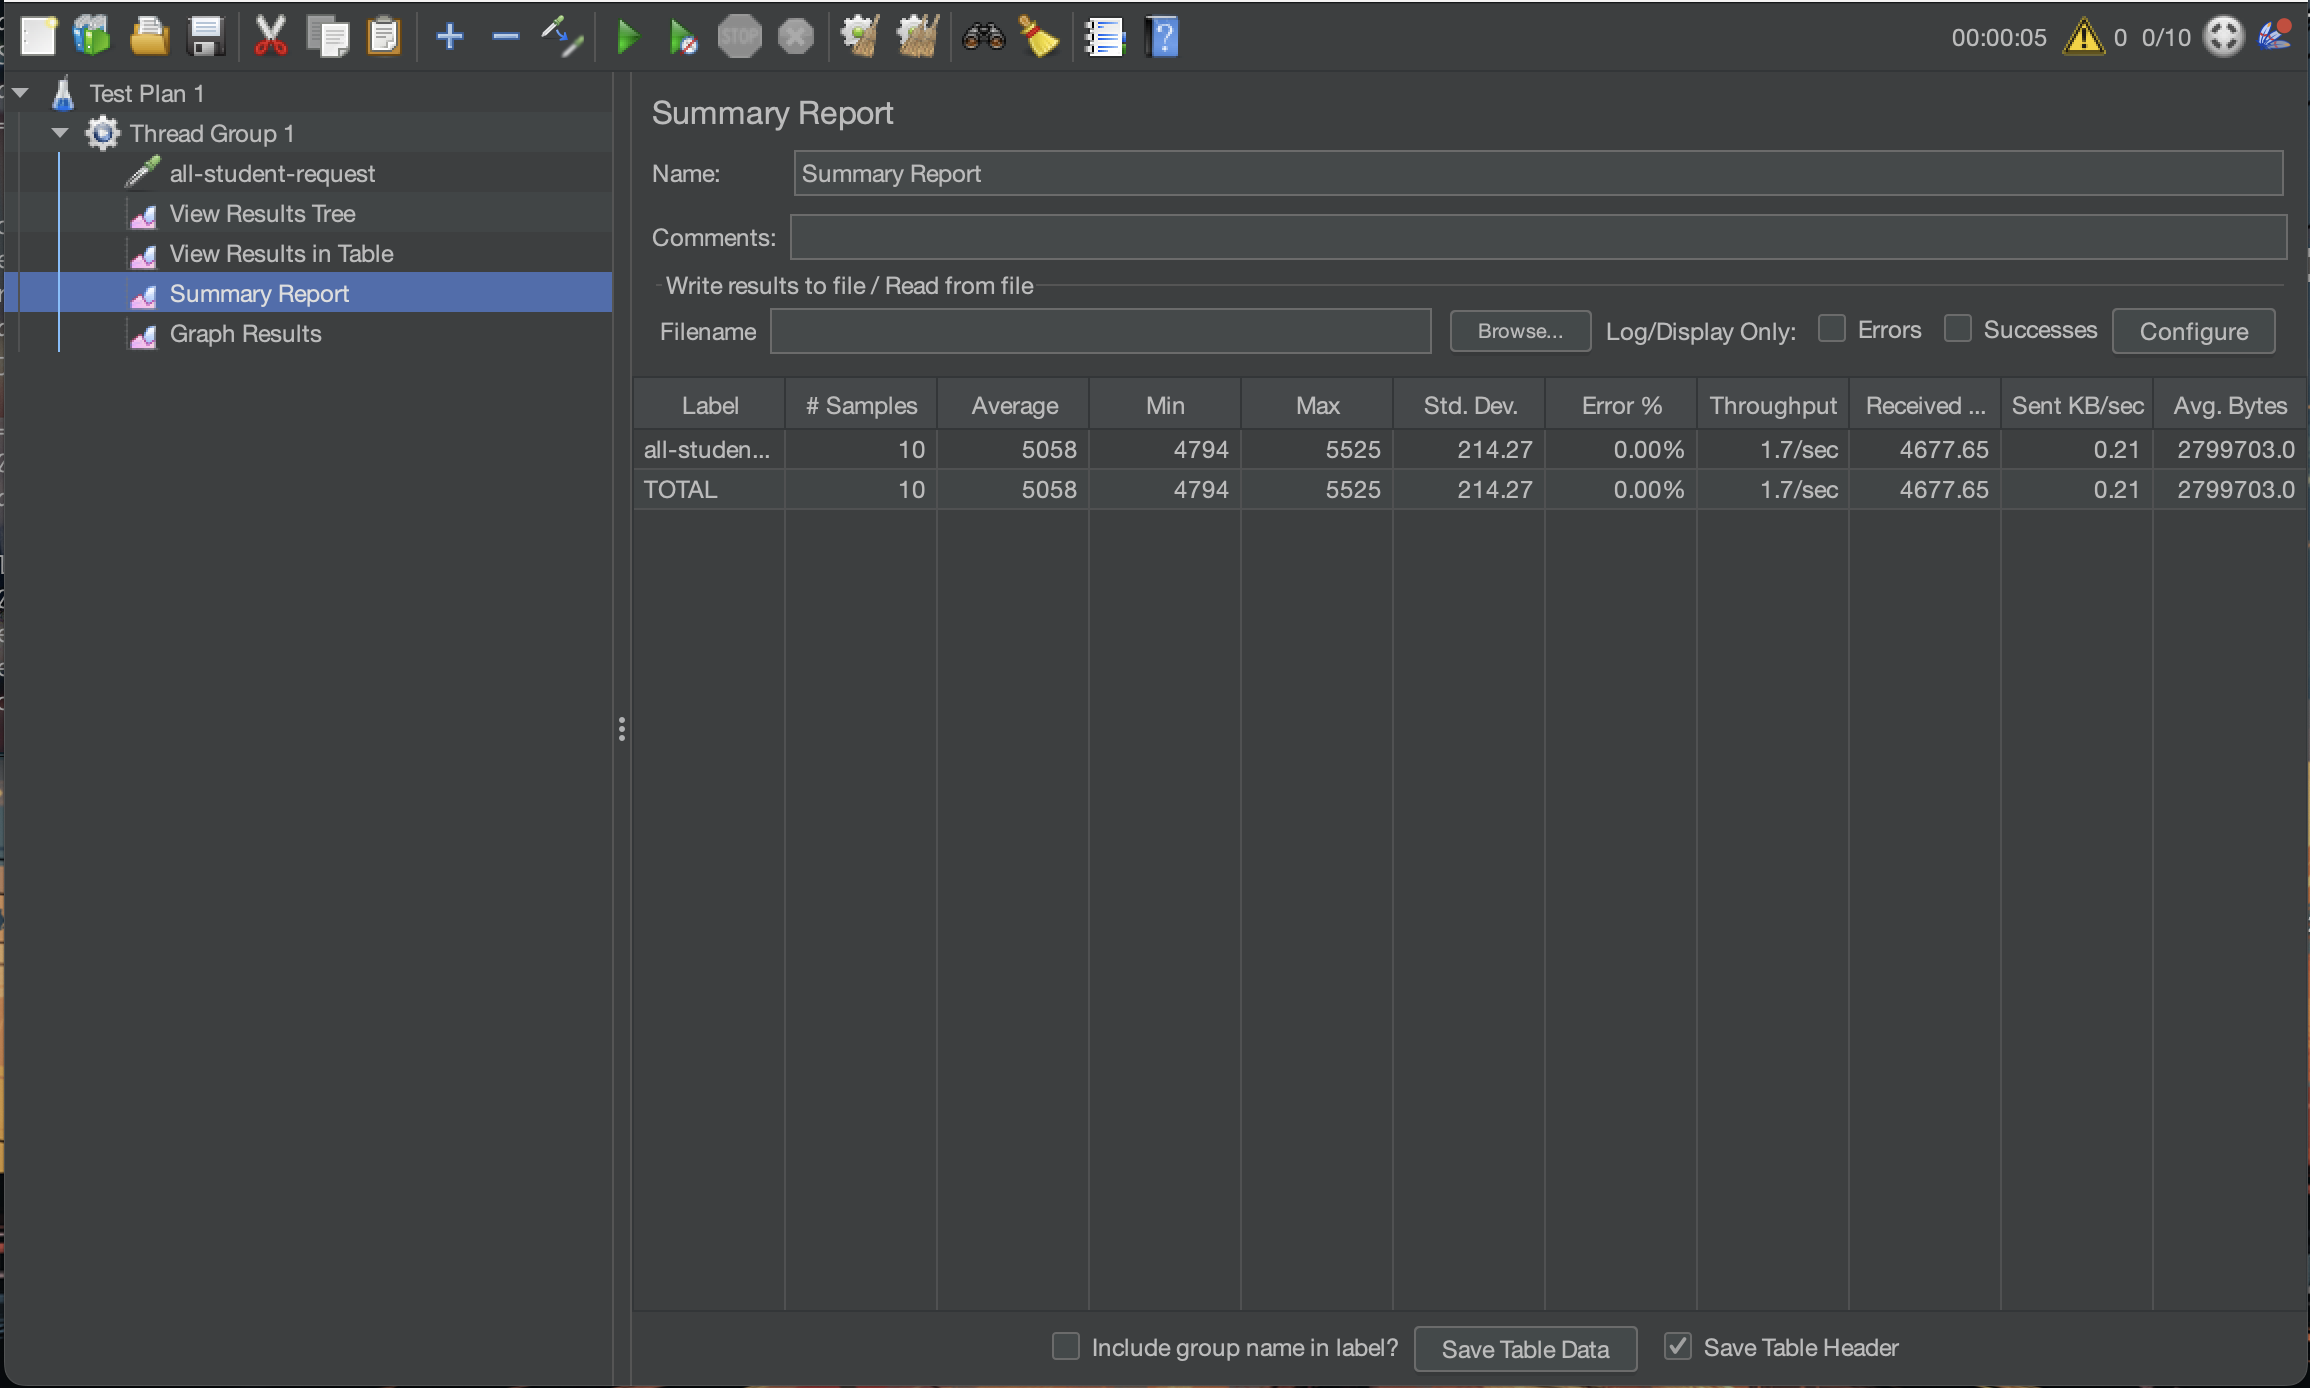 STOP
00:00:05 0 0/10
Test Plan 1
Thread Group 1
all-student-request
View Results Tree
View Results in Table
Summary Report
Graph Results
Summary Report
Name: Summary Report
Comments:
Write results to file / Read from file
Filename Browse... Log/Display Only: Errors Successes Configure
Label # Samples Average Min Max Std. Dev. Error % Throughput Received ... Sent KB/sec Avg. Bytes
all-studen... 10 5058 4794 5525 214.27 0.00% 1.7/sec 4677.65 0.21 2799703.0
TOTAL 10 5058 4794 5525 214.27 0.00% 1.7/sec 4677.65 0.21 2799703.0
Include group name in label? Save Table Data Save Table Header